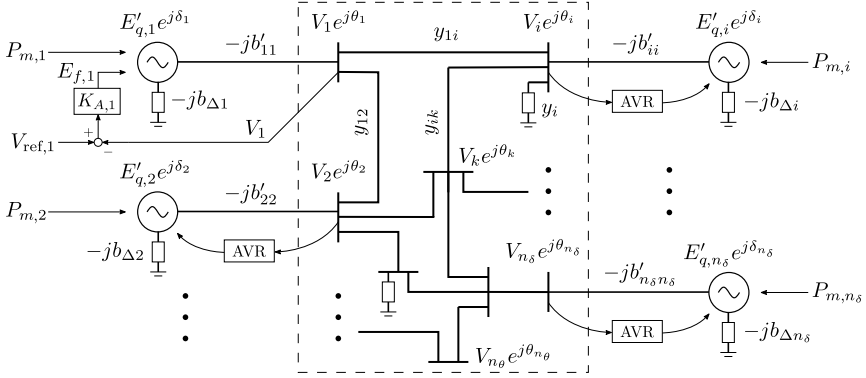 E′_{q,1}e^{jδ_1} V_1e^{jθ_1} V_ie^{jθ_i} E′_{q,i}e^{jδ_i}
P_{m,1} −jb′_{11} y_{1i} −jb′_{ii} P_{m,i}
E_{f,1}
K_{A,1} −jb_{Δ1} AVR −jb_{Δi}
y_{12} y_{ik} y_i
+
V_{ref,1} − V_1
E′_{q,2}e^{jδ_2} V_2e^{jθ_2} V_ke^{jθ_k}
P_{m,2} −jb′_{22}
−jb_{Δ2} AVR
V_{n_δ}e^{jθ_{n_δ}} E′_{q,n_δ}e^{jδ_{n_δ}}
−jb′_{n_δn_δ} P_{m,n_δ}
AVR −jb_{Δn_δ}
V_{n_θ}e^{jθ_{n_θ}}